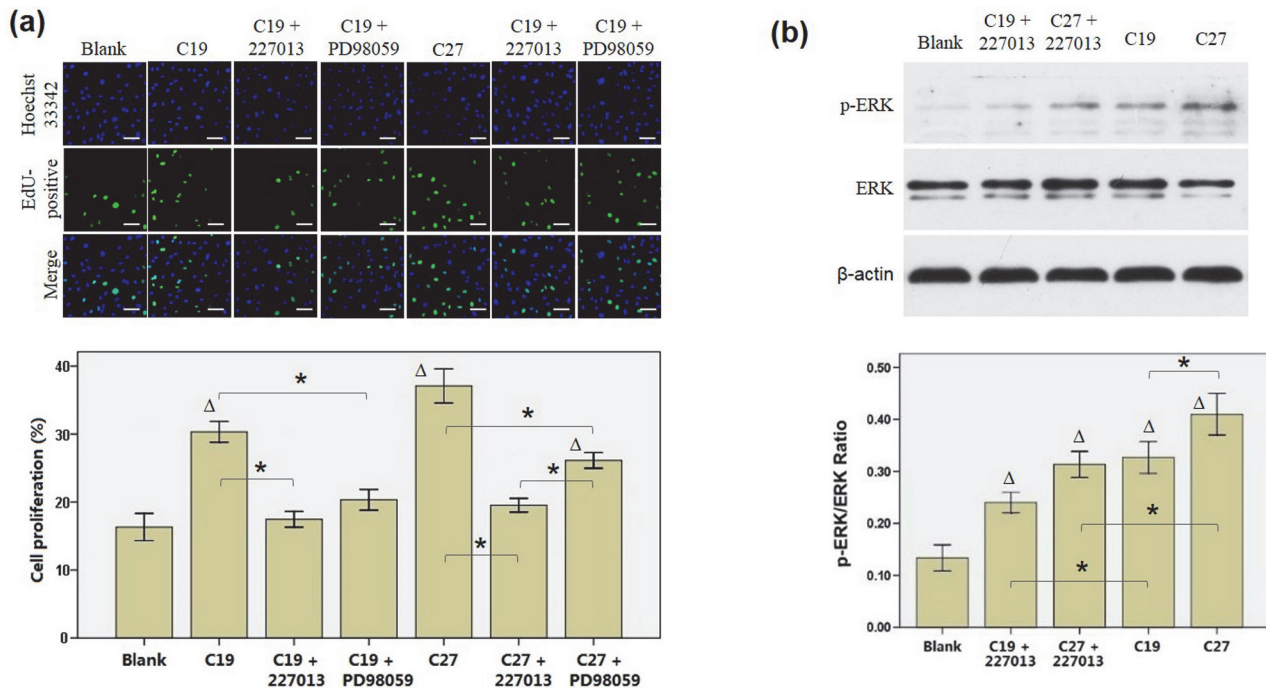 (a)
Blank
C19
C19 +
227013
C19 +
PD98059
C27
C19 +
227013
C19 +
PD98059
Hoechst
33342
EdU-
positive
Merge
Cell proliferation (%)
40
30
20
10
0
Δ
*
*
Δ
*
*
*
Δ
Blank
C19
C19 +
227013
C19 +
PD98059
C27
C27 +
227013
C27 +
PD98059
(b)
Blank
C19 +
227013
C27 +
227013
C19
C27
p-ERK
ERK
β-actin
p-ERK/ERK Ratio
0.50
0.40
0.30
0.20
0.10
0.00
Δ
Δ
Δ
Δ
*
*
*
Blank
C19 +
227013
C27 +
227013
C19
C27